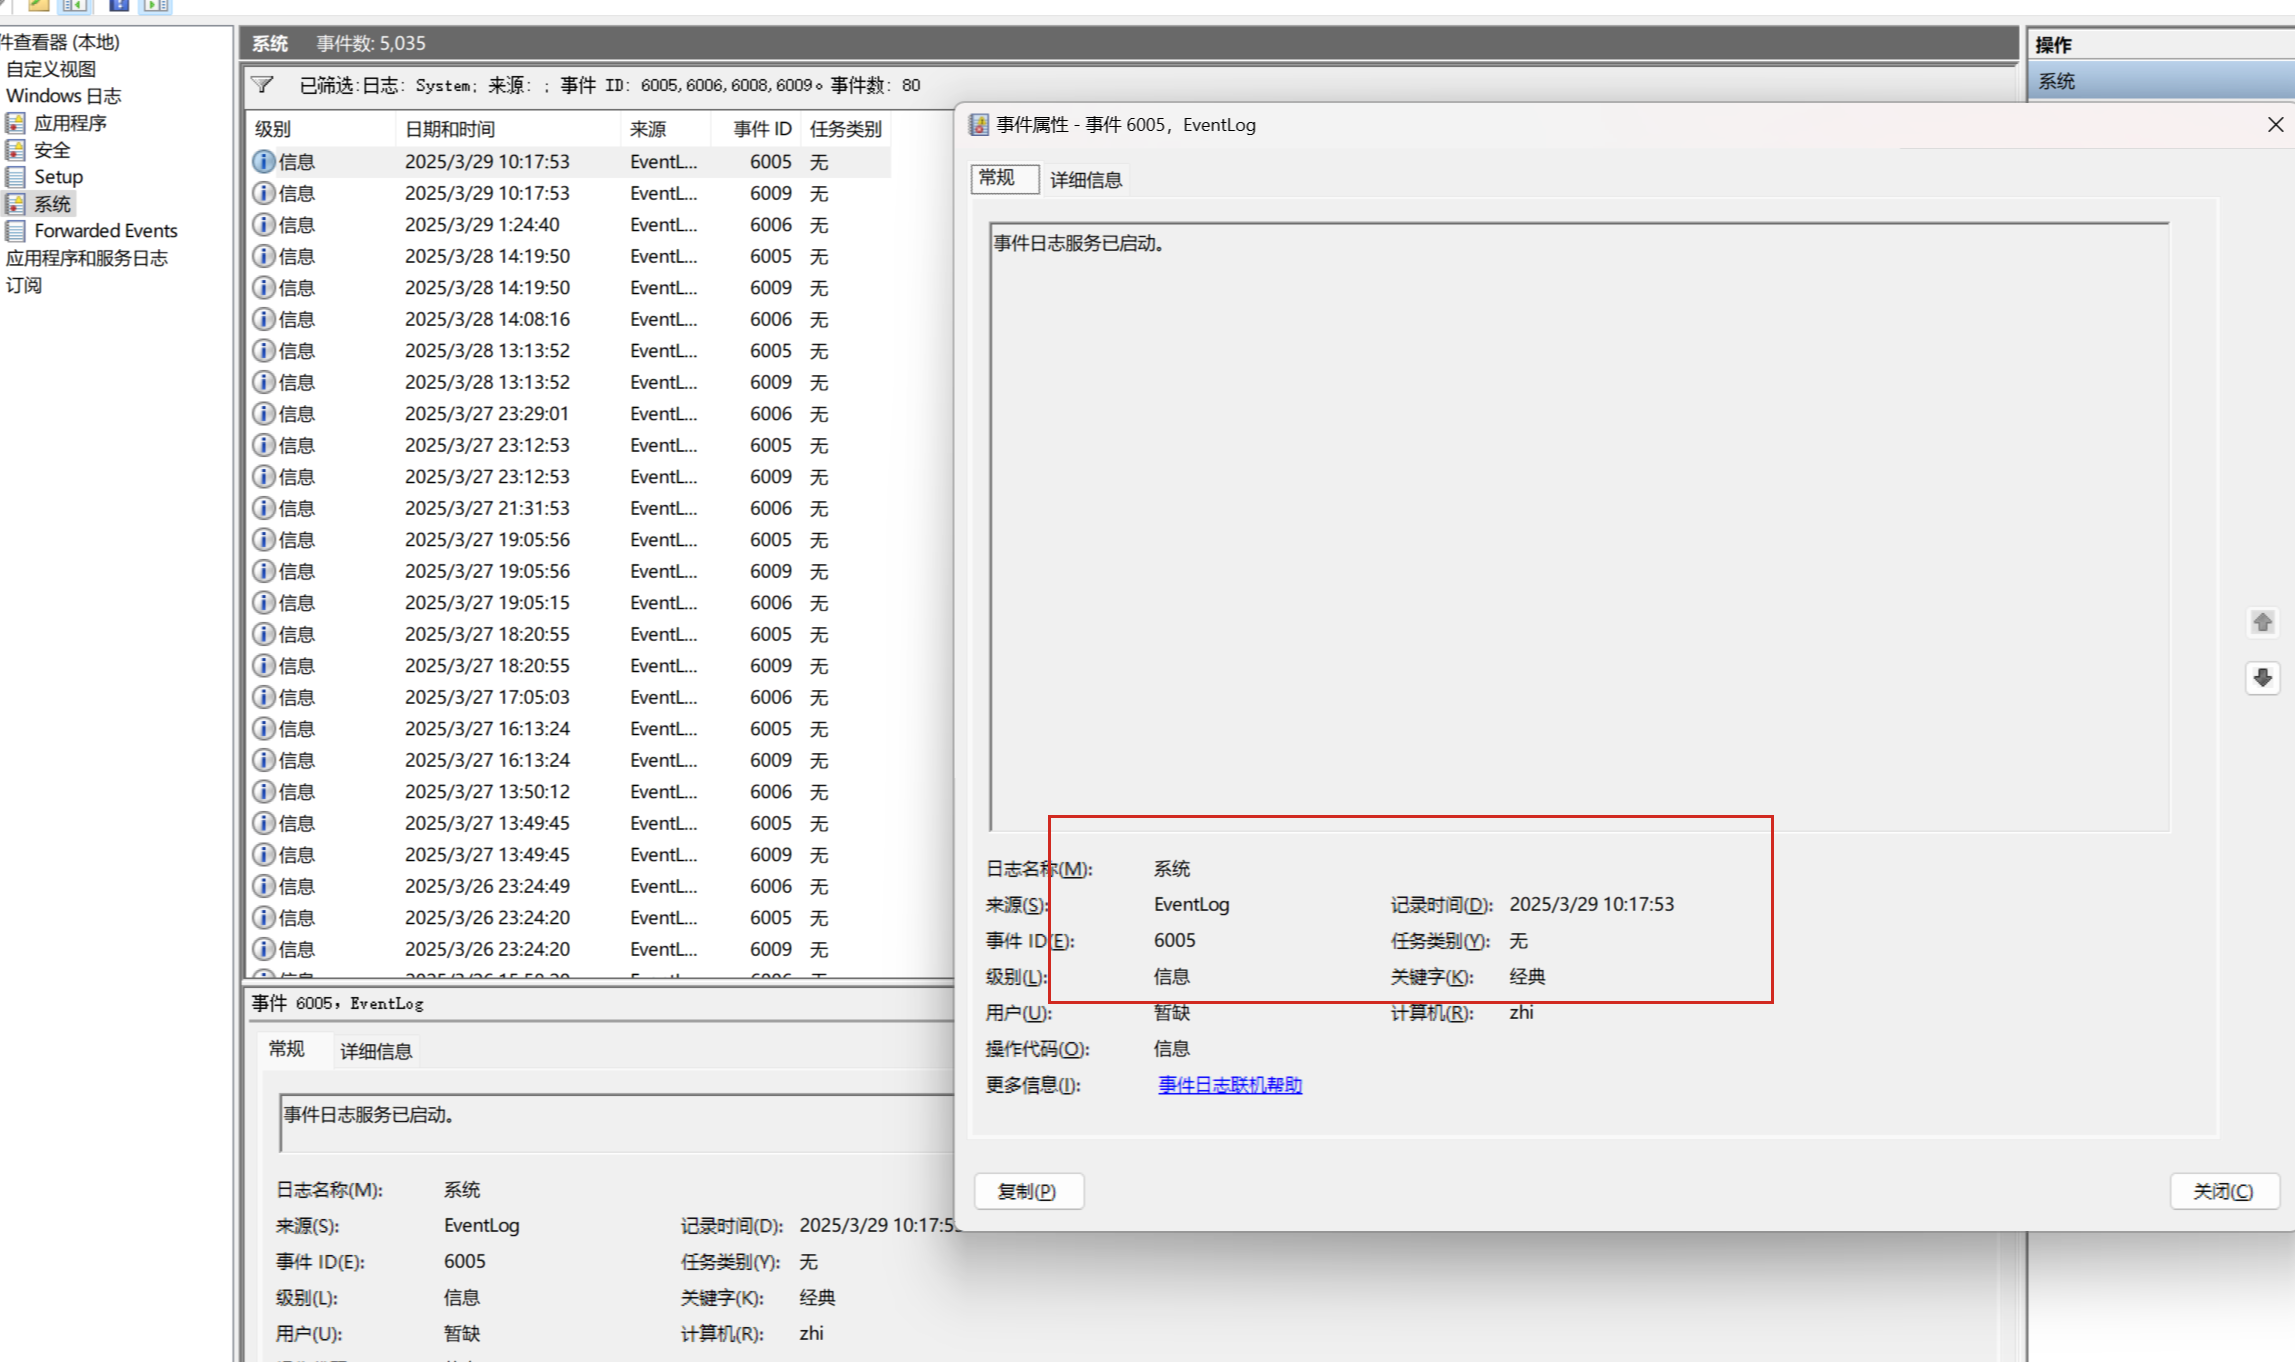 件查看器 (本地)
自定义视图
Windows 日志
应用程序
安全
Setup
系统
Forwarded Events
应用程序和服务日志
订阅
系统 事件数: 5,035
已筛选:日志: System; 来源: ; 事件 ID: 6005,6006,6008,6009。事件数: 80
级别 日期和时间 来源 事件 ID 任务类别
信息 2025/3/29 10:17:53 EventL... 6005 无
信息 2025/3/29 10:17:53 EventL... 6009 无
信息 2025/3/29 1:24:40 EventL... 6006 无
信息 2025/3/28 14:19:50 EventL... 6005 无
信息 2025/3/28 14:19:50 EventL... 6009 无
信息 2025/3/28 14:08:16 EventL... 6006 无
信息 2025/3/28 13:13:52 EventL... 6005 无
信息 2025/3/28 13:13:52 EventL... 6009 无
信息 2025/3/27 23:29:01 EventL... 6006 无
信息 2025/3/27 23:12:53 EventL... 6005 无
信息 2025/3/27 23:12:53 EventL... 6009 无
信息 2025/3/27 21:31:53 EventL... 6006 无
信息 2025/3/27 19:05:56 EventL... 6005 无
信息 2025/3/27 19:05:56 EventL... 6009 无
信息 2025/3/27 19:05:15 EventL... 6006 无
信息 2025/3/27 18:20:55 EventL... 6005 无
信息 2025/3/27 18:20:55 EventL... 6009 无
信息 2025/3/27 17:05:03 EventL... 6006 无
信息 2025/3/27 16:13:24 EventL... 6005 无
信息 2025/3/27 16:13:24 EventL... 6009 无
信息 2025/3/27 13:50:12 EventL... 6006 无
信息 2025/3/27 13:49:45 EventL... 6005 无
信息 2025/3/27 13:49:45 EventL... 6009 无
信息 2025/3/26 23:24:49 EventL... 6006 无
信息 2025/3/26 23:24:20 EventL... 6005 无
信息 2025/3/26 23:24:20 EventL... 6009 无
事件 6005，EventLog
常规 详细信息
事件日志服务已启动。
日志名称(M): 系统
来源(S): EventLog 记录时间(D): 2025/3/29 10:17:5
事件 ID(E): 6005 任务类别(Y): 无
级别(L): 信息 关键字(K): 经典
用户(U): 暂缺 计算机(R): zhi
操作
系统
事件属性 - 事件 6005，EventLog
常规 详细信息
事件日志服务已启动。
日志名称(M): 系统
来源(S): EventLog 记录时间(D): 2025/3/29 10:17:53
事件 ID(E): 6005 任务类别(Y): 无
级别(L): 信息 关键字(K): 经典
用户(U): 暂缺 计算机(R): zhi
操作代码(O): 信息
更多信息(I): 事件日志联机帮助
复制(P) 关闭(C)